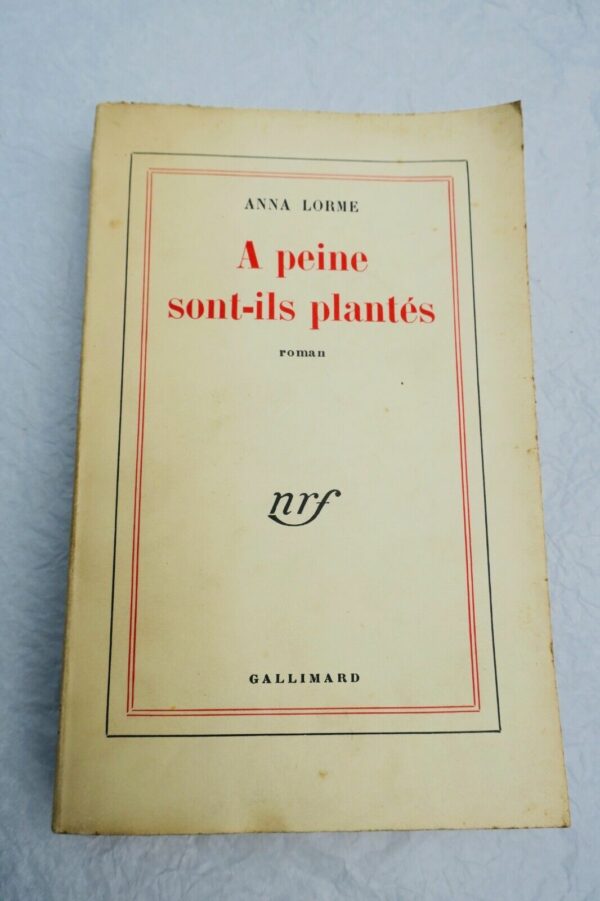 ANNA LORME
A peine
sont-ils plantés
roman
nrf
GALLIMARD